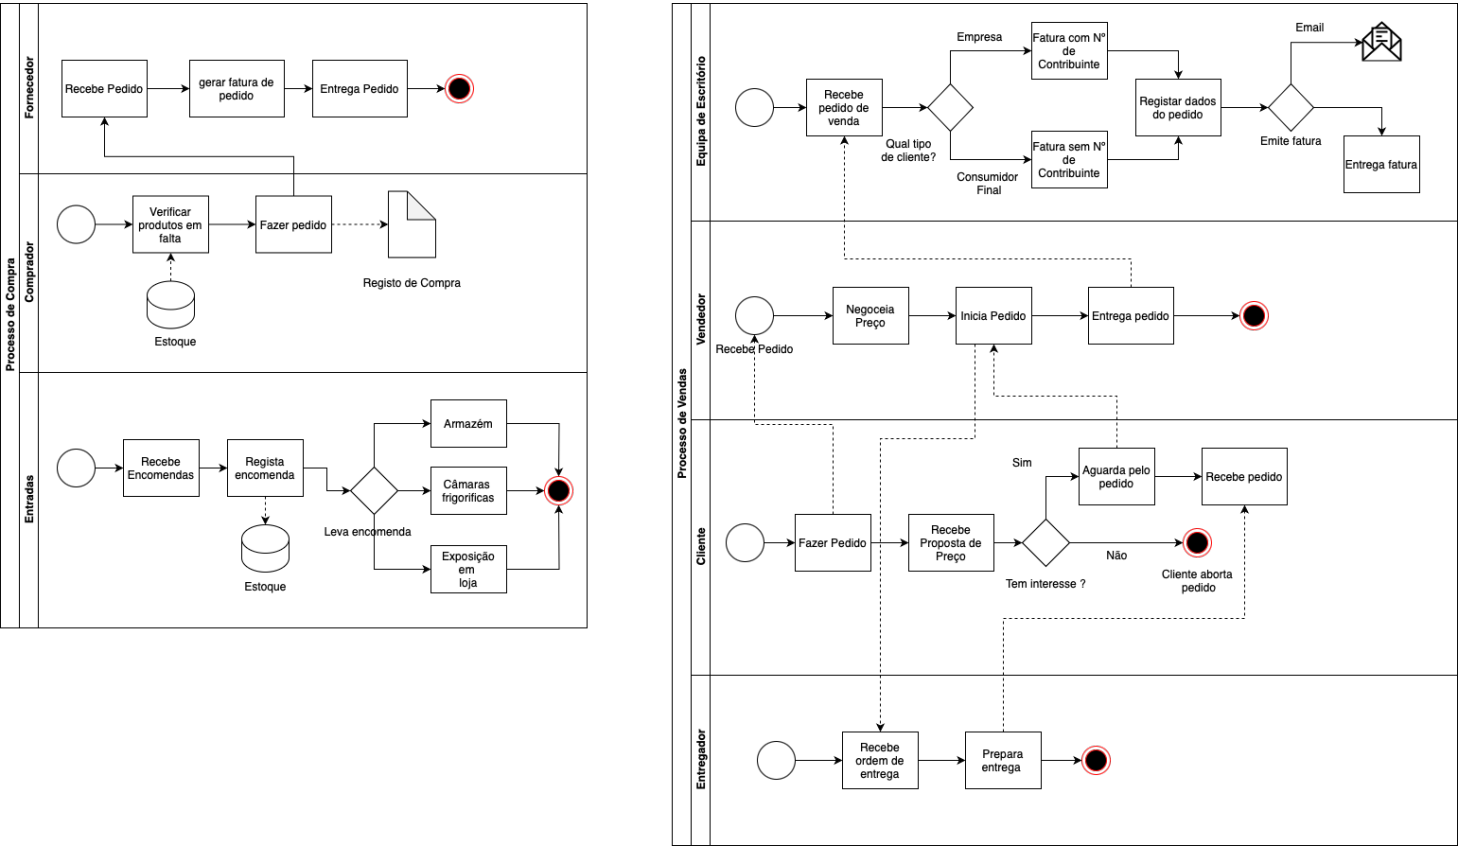 Processo de Compra
Fornecedor
Recebe Pedido
gerar fatura de
pedido
Entrega Pedido
Comprador
Verificar
produtos em
falta
Fazer pedido
Registo de Compra
Estoque
Entradas
Recebe
Encomendas
Regista
encomenda
Estoque
Leva encomenda
Armazém
Câmaras
frigorificas
Exposição
em
loja
Processo de Vendas
Equipa de Escritório
Recebe
pedido de
venda
Qual tipo
de cliente?
Empresa
Fatura com Nº
de
Contribuinte
Consumidor
Final
Fatura sem Nº
de
Contribuinte
Registar dados
do pedido
Emite fatura
Email
Entrega fatura
Vendedor
Recebe Pedido
Negoceia
Preço
Inicia Pedido
Entrega pedido
Cliente
Fazer Pedido
Recebe
Proposta de
Preço
Tem interesse ?
Sim
Aguarda pelo
pedido
Recebe pedido
Não
Cliente aborta
pedido
Entregador
Recebe
ordem de
entrega
Prepara
entrega